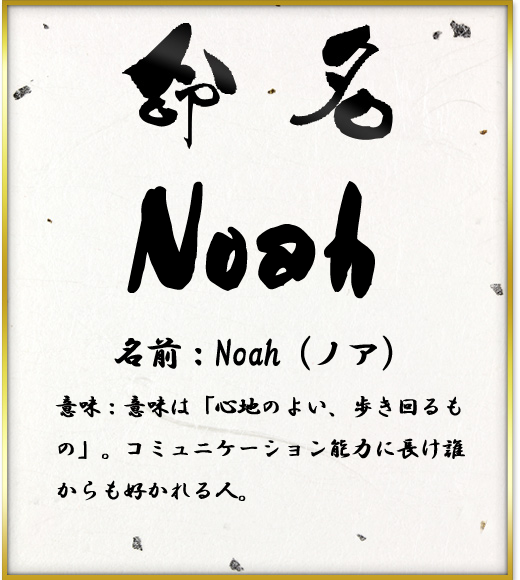 命名
Noah
名前：Noah（ノア）
意味：意味は「心地のよい、歩き回るも
の」。コミュニケーション能力に長け誰
からも好かれる人。